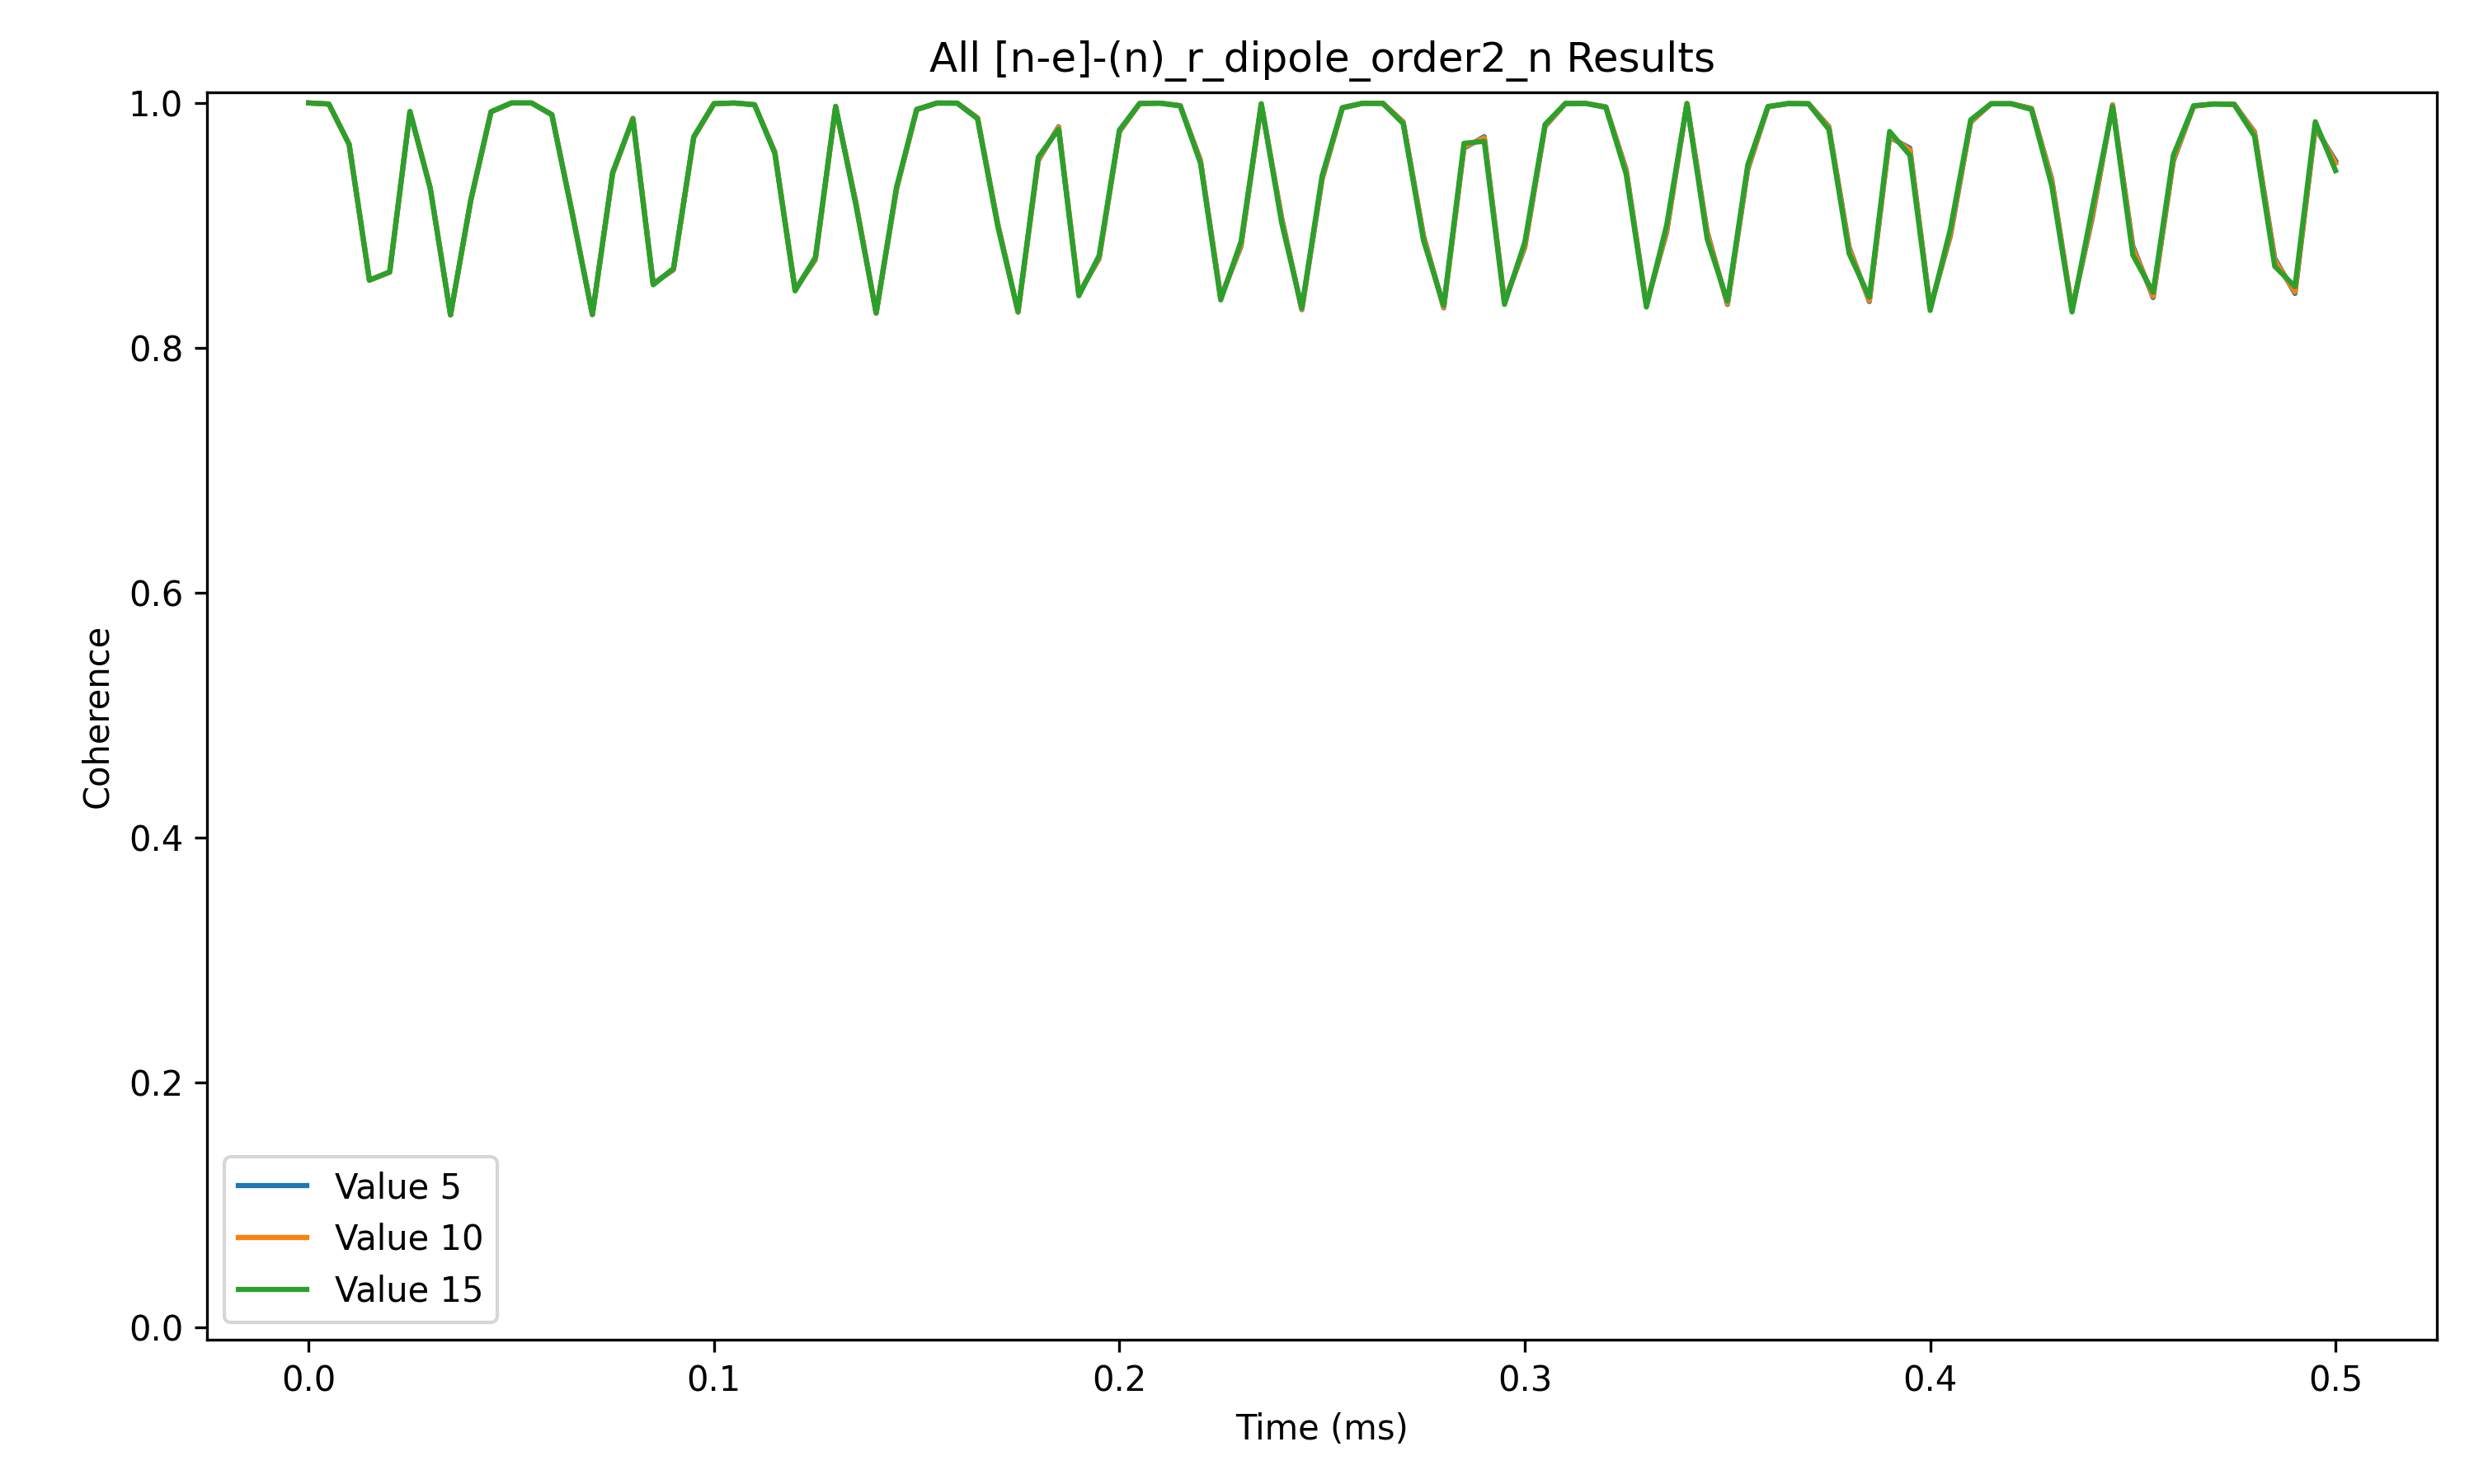 All [n-e]-(n)_r_dipole_order2_n Results
1.0
0.8
0.6
0.4
0.2
0.0
Coherence
Value 5
Value 10
Value 15
0.0 0.1 0.2 0.3 0.4 0.5
Time (ms)